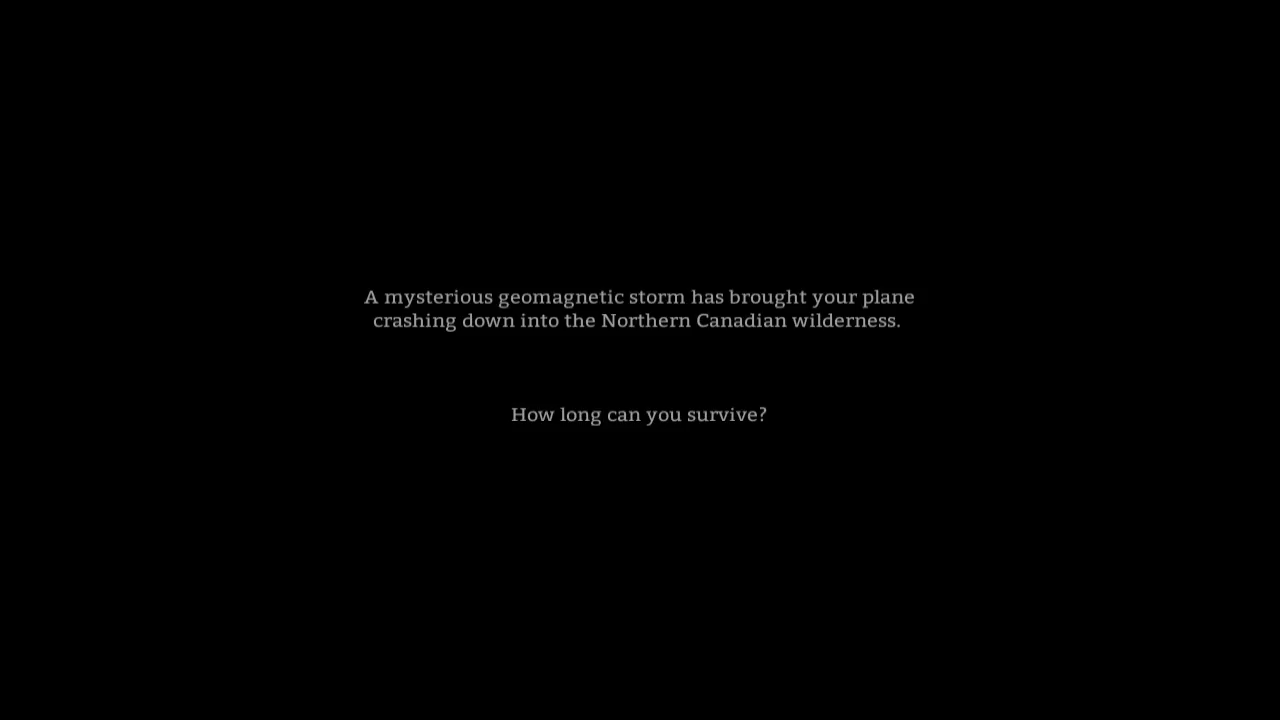 A mysterious geomagnetic storm has brought your plane
crashing down into the Northern Canadian wilderness.
How long can you survive?